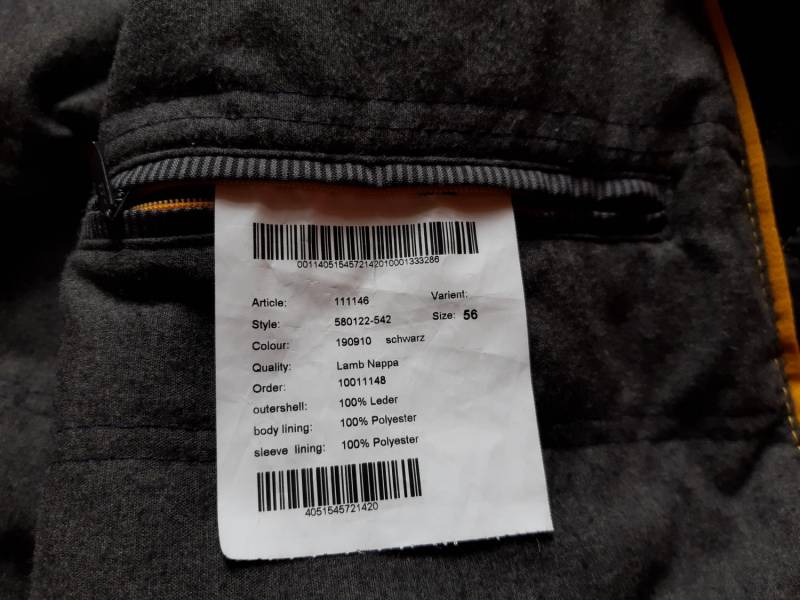 0011405154572142010001333286
Article: 111146 Varient:
Style: 580122-542 Size: 56
Colour: 190910 schwarz
Quality: Lamb Nappa
Order: 10011148
outershell: 100% Leder
body lining: 100% Polyester
sleeve lining: 100% Polyester
4051545721420